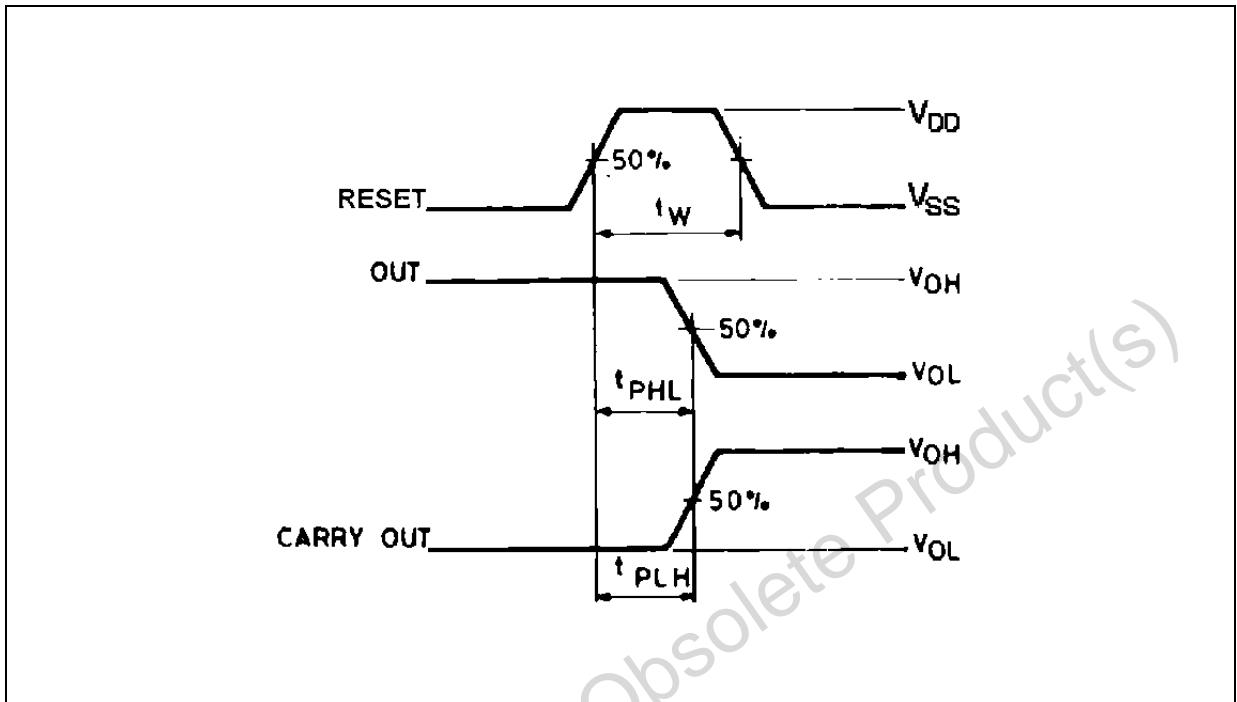 VDD
50%
RESET
VSS
tW
OUT
VOH
50%
VOL
tPHL
VOH
50%
CARRY OUT
VOL
tPLH
Obsolete Product(s)